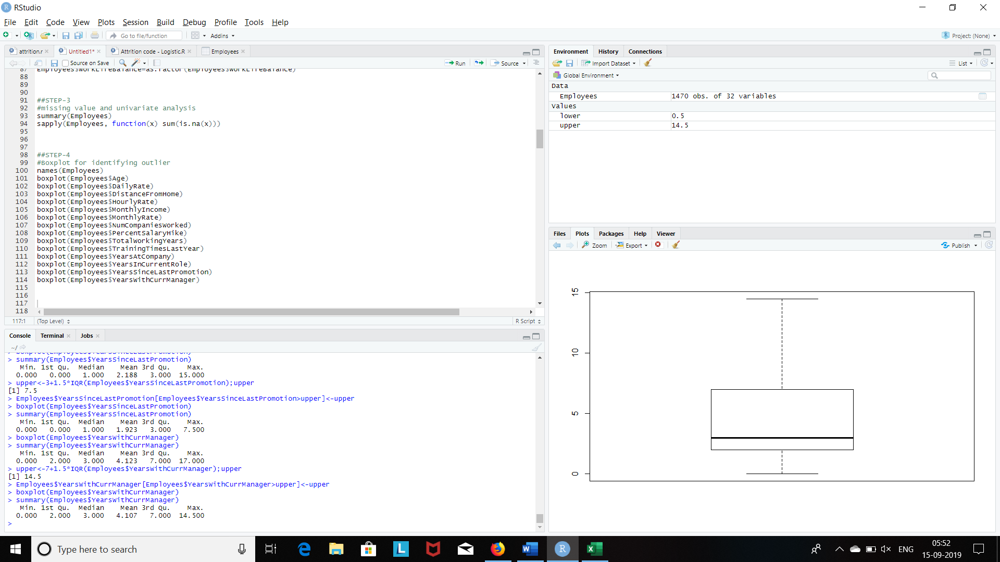 RStudio
File Edit Code View Plots Session Build Debug Profile Tools Help
Go to file/function
Addins
Project: (None)
attrition.r
Untitled1*
Attrition code - Logistic.R
Employees
Source on Save
Run
Source
87 Employees$WorkLifeBalance=as.factor(Employees$WorkLifeBalance)
88
89
90
91 ##STEP-3
92 #missing value and univariate analysis
93 summary(Employees)
94 sapply(Employees, function(x) sum(is.na(x)))
95
96
97
98 ##STEP-4
99 #Boxplot for identifying outlier
100 names(Employees)
101 boxplot(Employees$Age)
102 boxplot(Employees$DailyRate)
103 boxplot(Employees$DistanceFromHome)
104 boxplot(Employees$HourlyRate)
105 boxplot(Employees$MonthlyIncome)
106 boxplot(Employees$MonthlyRate)
107 boxplot(Employees$NumCompaniesWorked)
108 boxplot(Employees$PercentSalaryHike)
109 boxplot(Employees$TotalWorkingYears)
110 boxplot(Employees$TrainingTimesLastYear)
111 boxplot(Employees$YearsAtCompany)
112 boxplot(Employees$YearsInCurrentRole)
113 boxplot(Employees$YearsSinceLastPromotion)
114 boxplot(Employees$YearsWithCurrManager)
115
116
117
118
117:1 (Top Level) R Script
Console Terminal Jobs
~/
> boxplot(Employees$YearsSinceLastPromotion)
> summary(Employees$YearsSinceLastPromotion)
Min. 1st Qu. Median Mean 3rd Qu. Max.
0.000 0.000 1.000 2.188 3.000 15.000
> upper<-3+1.5*IQR(Employees$YearsSinceLastPromotion);upper
[1] 7.5
> Employees$YearsSinceLastPromotion[Employees$YearsSinceLastPromotion>upper]<-upper
> boxplot(Employees$YearsSinceLastPromotion)
> summary(Employees$YearsSinceLastPromotion)
Min. 1st Qu. Median Mean 3rd Qu. Max.
0.000 0.000 1.000 1.923 3.000 7.500
> boxplot(Employees$YearsWithCurrManager)
> summary(Employees$YearsWithCurrManager)
Min. 1st Qu. Median Mean 3rd Qu. Max.
0.000 2.000 3.000 4.123 7.000 17.000
> upper<-7+1.5*IQR(Employees$YearsWithCurrManager);upper
[1] 14.5
> Employees$YearsWithCurrManager[Employees$YearsWithCurrManager>upper]<-upper
> boxplot(Employees$YearsWithCurrManager)
> summary(Employees$YearsWithCurrManager)
Min. 1st Qu. Median Mean 3rd Qu. Max.
0.000 2.000 3.000 4.107 7.000 14.500
>
Environment History Connections
Import Dataset
List
Global Environment
Data
Employees 1470 obs. of 32 variables
Values
lower 0.5
upper 14.5
Files Plots Packages Help Viewer
Zoom Export Publish
15
10
5
0
Type here to search
ENG
05:52
15-09-2019